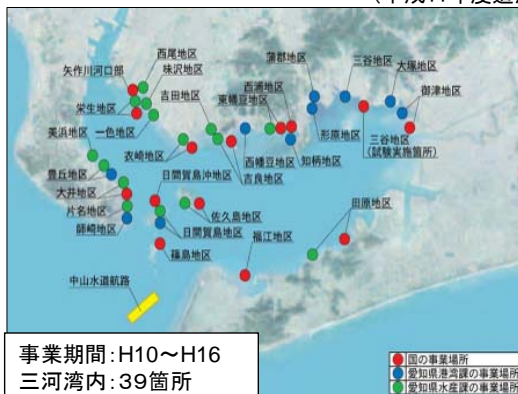 西尾地区
味沢地区
矢作川河口部
吉田地区
栄生地区
一色地区
美浜地区
衣崎地区
豊丘地区
大井地区
片名地区
師崎地区
日間賀島沖地区
佐久島地区
日間賀島地区
篠島地区
中山水道航路
福江地区
田原地区
吉良地区
西幡豆地区
東幡豆地区
西浦地区
蒲郡地区
三谷地区
大塚地区
御津地区
形原地区
知柄地区
三谷地区
(試験実施箇所)
事業期間:H10~H16
三河湾内:39箇所
国の事業場所
愛知県港湾課の事業場所
愛知県水産課の事業場所